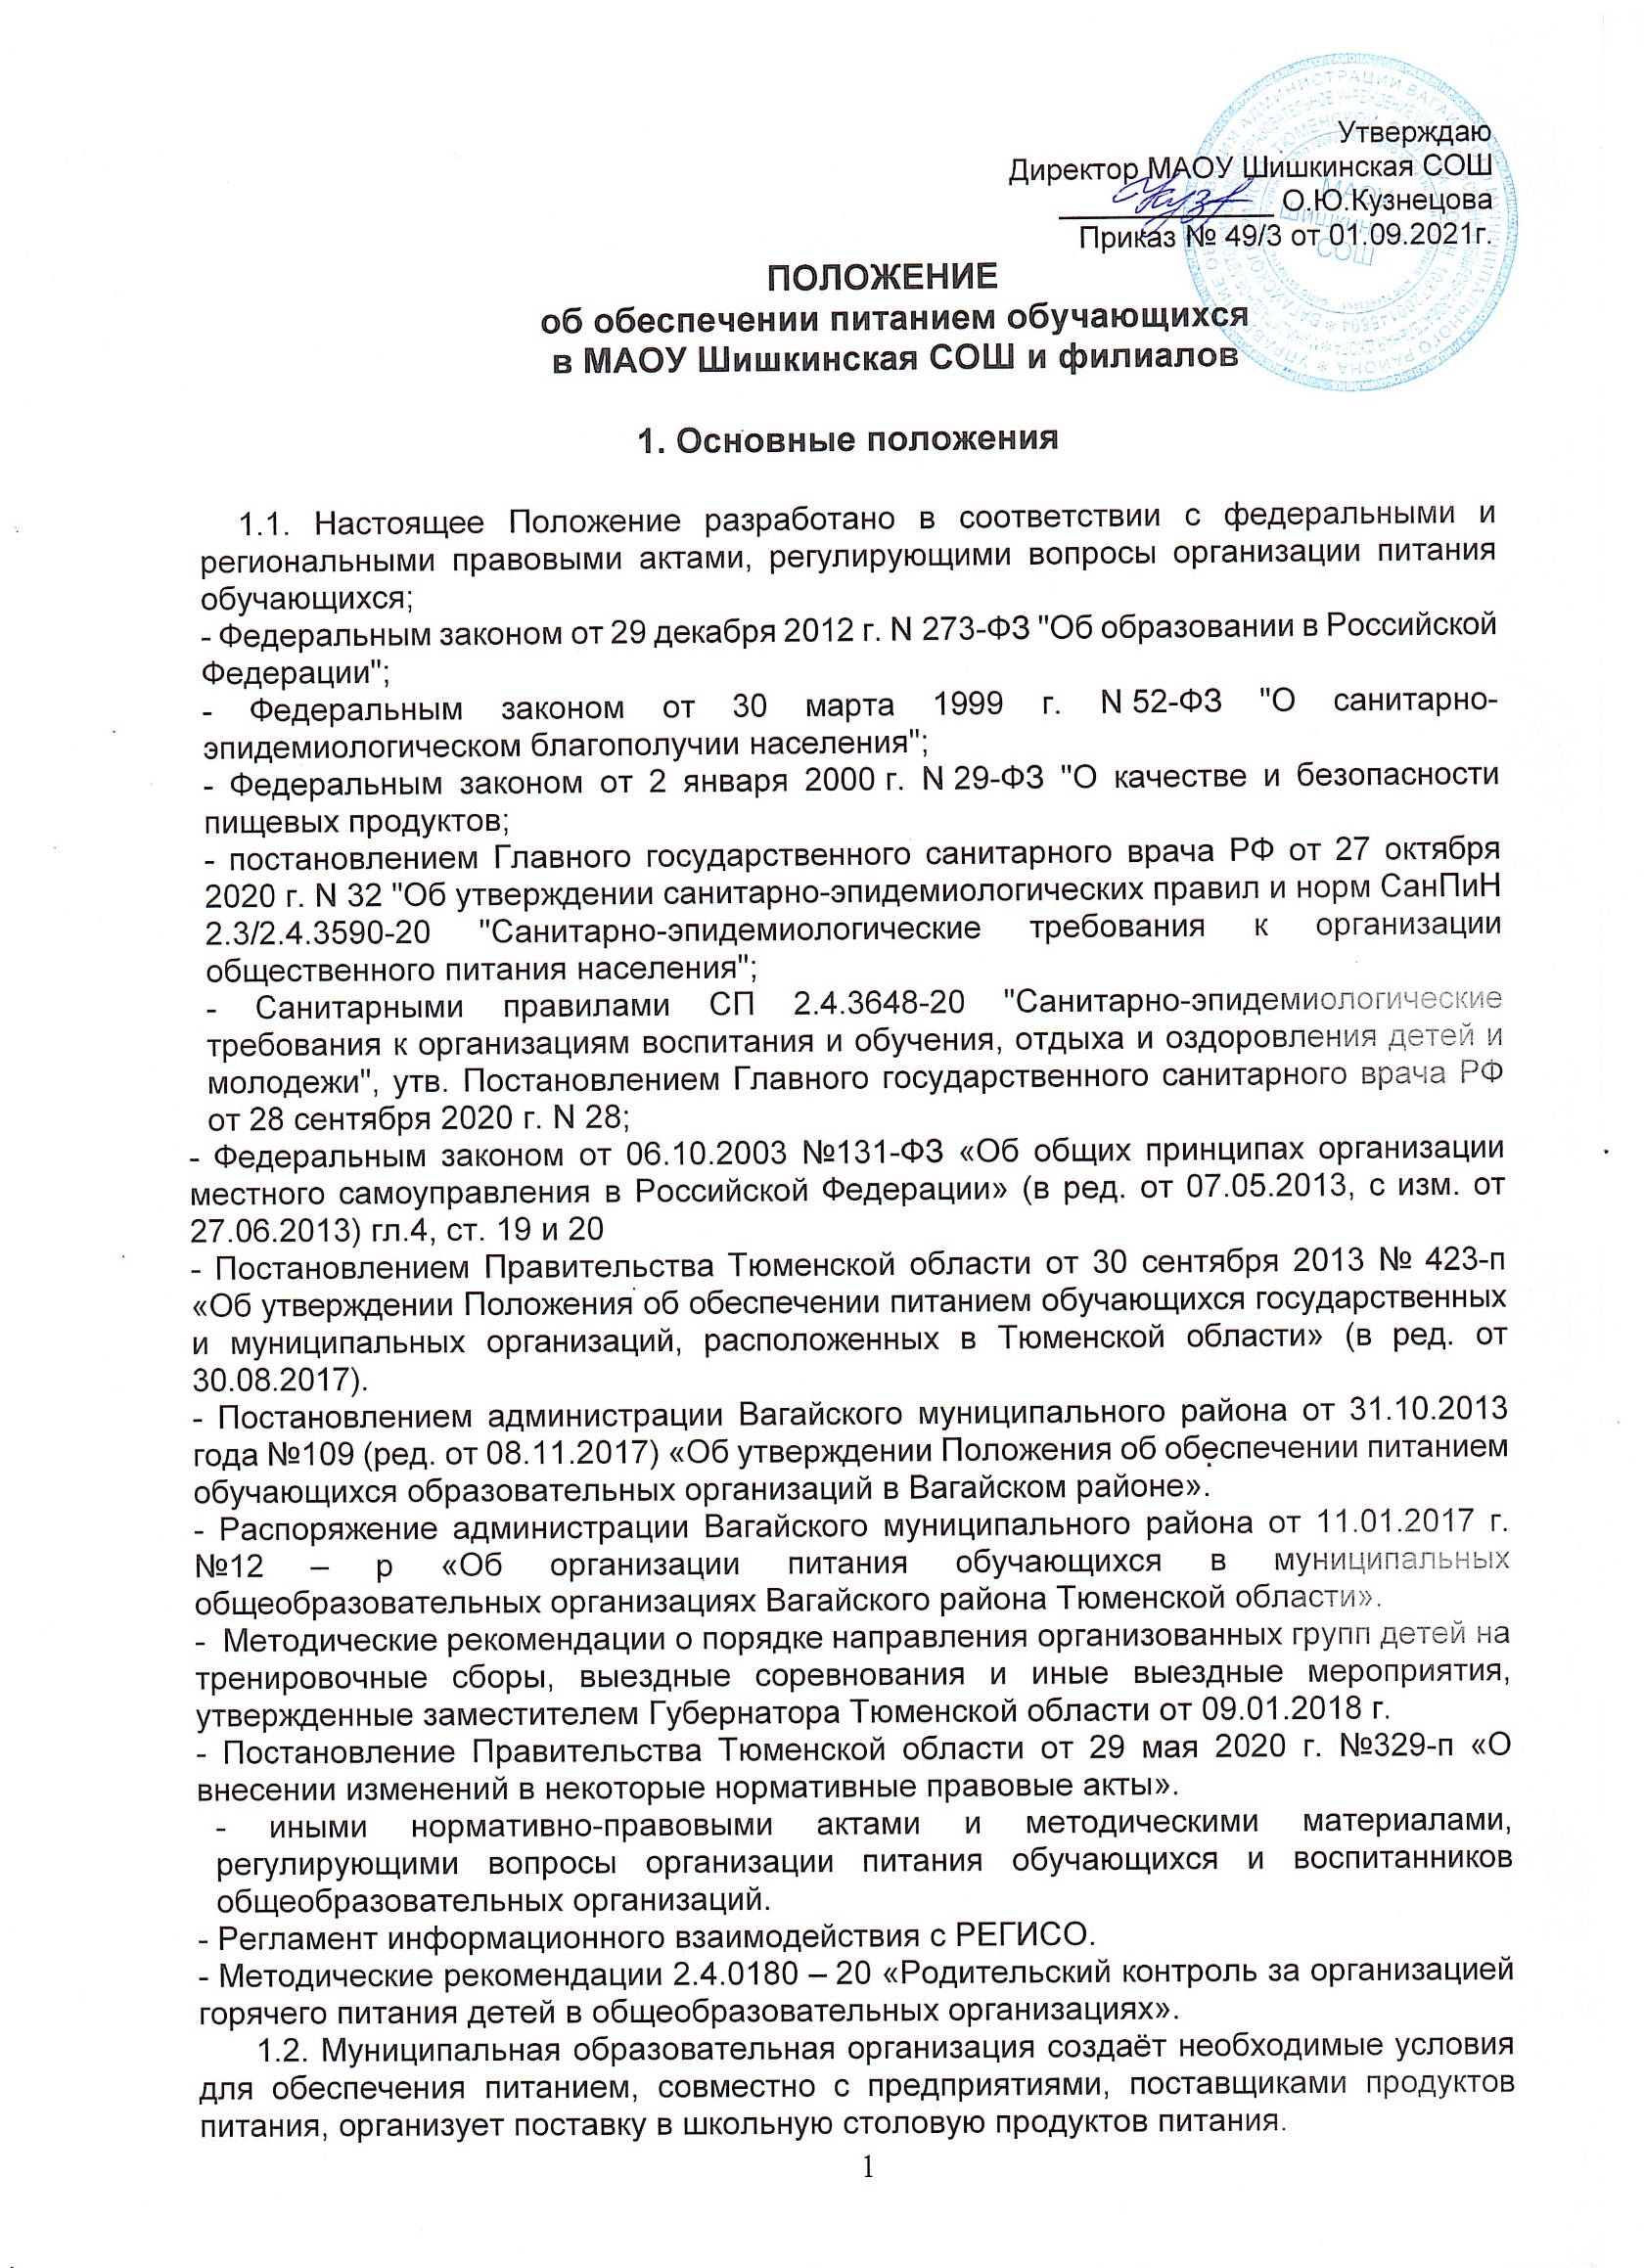 Утверждаю
Директор МАОУ Шишкинская СОШ
О.Ю.Кузнецова
Приказ № 49/3 от 01.09.2021г.
МАОУ
ШИШКИНСКАЯ
СОШ
ПОЛОЖЕНИЕ
об обеспечении питанием обучающихся
в МАОУ Шишкинская СОШ и филиалов
1. Основные положения
1.1. Настоящее Положение разработано в соответствии с федеральными и
региональными правовыми актами, регулирующими вопросы организации питания
обучающихся;
- Федеральным законом от 29 декабря 2012 г. N 273-ФЗ "Об образовании в Российской
Федерации";
- Федеральным законом от 30 марта 1999 г. N 52-ФЗ "О санитарно-
эпидемиологическом благополучии населения";
- Федеральным законом от 2 января 2000 г. N 29-ФЗ "О качестве и безопасности
пищевых продуктов;
- постановлением Главного государственного санитарного врача РФ от 27 октября
2020 г. N 32 "Об утверждении санитарно-эпидемиологических правил и норм СанПиН
2.3/2.4.3590-20 "Санитарно-эпидемиологические требования к организации
общественного питания населения";
- Санитарными правилами СП 2.4.3648-20 "Санитарно-эпидемиологические
требования к организациям воспитания и обучения, отдыха и оздоровления детей и
молодежи", утв. Постановлением Главного государственного санитарного врача РФ
от 28 сентября 2020 г. N 28;
- Федеральным законом от 06.10.2003 №131-ФЗ «Об общих принципах организации
местного самоуправления в Российской Федерации» (в ред. от 07.05.2013, с изм. от
27.06.2013) гл.4, ст. 19 и 20
- Постановлением Правительства Тюменской области от 30 сентября 2013 № 423-п
«Об утверждении Положения об обеспечении питанием обучающихся государственных
и муниципальных организаций, расположенных в Тюменской области» (в ред. от
30.08.2017).
- Постановлением администрации Вагайского муниципального района от 31.10.2013
года №109 (ред. от 08.11.2017) «Об утверждении Положения об обеспечении питанием
обучающихся образовательных организаций в Вагайском районе».
- Распоряжение администрации Вагайского муниципального района от 11.01.2017 г.
№12 – р «Об организации питания обучающихся в муниципальных
общеобразовательных организациях Вагайского района Тюменской области».
- Методические рекомендации о порядке направления организованных групп детей на
тренировочные сборы, выездные соревнования и иные выездные мероприятия,
утвержденные заместителем Губернатора Тюменской области от 09.01.2018 г.
- Постановление Правительства Тюменской области от 29 мая 2020 г. №329-п «О
внесении изменений в некоторые нормативные правовые акты».
- иными нормативно-правовыми актами и методическими материалами,
регулирующими вопросы организации питания обучающихся и воспитанников
общеобразовательных организаций.
- Регламент информационного взаимодействия с РЕГИСО.
- Методические рекомендации 2.4.0180 – 20 «Родительский контроль за организацией
горячего питания детей в общеобразовательных организациях».
1.2. Муниципальная образовательная организация создаёт необходимые условия
для обеспечения питанием, совместно с предприятиями, поставщиками продуктов
питания, организует поставку в школьную столовую продуктов питания.
1